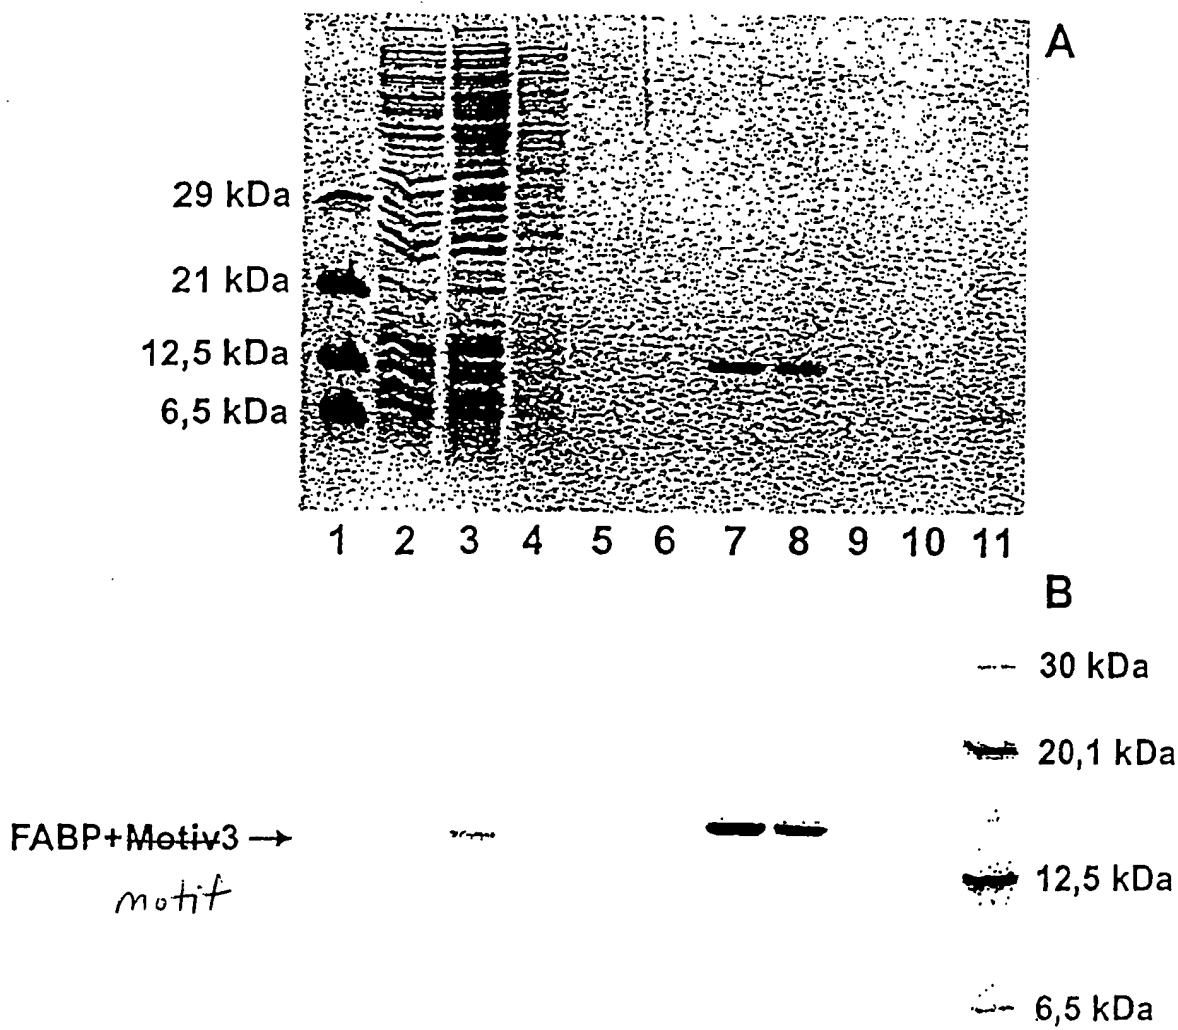 A
29 kDa
21 kDa
12,5 kDa
6,5 kDa
1 2 3 4 5 6 7 8 9 10 11
B
30 kDa
20,1 kDa
FABP+Motiv3 →
motif
12,5 kDa
6,5 kDa